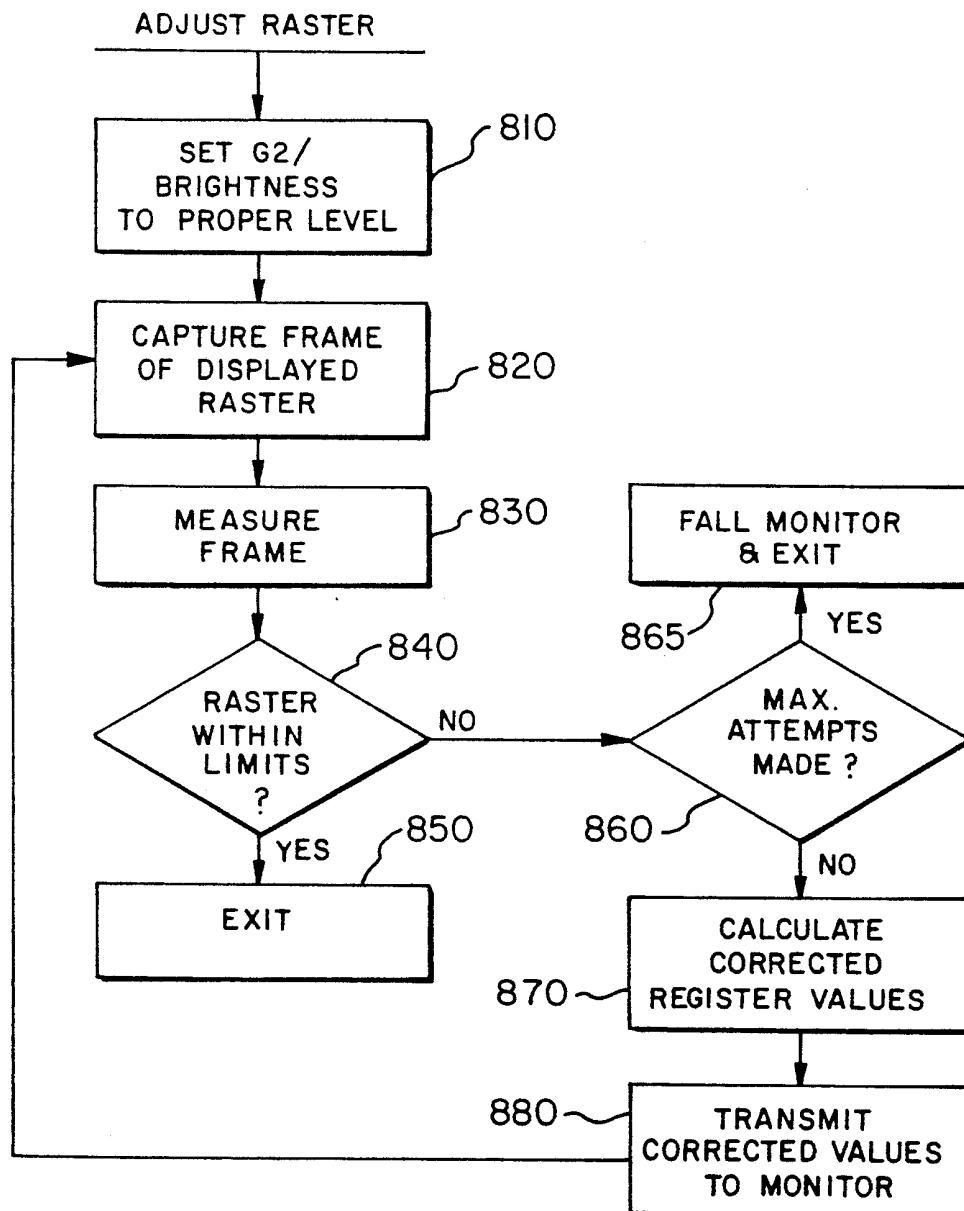 ADJUST RASTER
810
SET G2/
BRIGHTNESS
TO PROPER LEVEL
CAPTURE FRAME
OF DISPLAYED
RASTER
820
MEASURE
FRAME
830
FALL MONITOR
& EXIT
865
YES
840
RASTER
WITHIN
LIMITS
?
NO
MAX.
ATTEMPTS
MADE ?
860
YES
850
NO
EXIT
CALCULATE
CORRECTED
REGISTER VALUES
870
880
TRANSMIT
CORRECTED VALUES
TO MONITOR